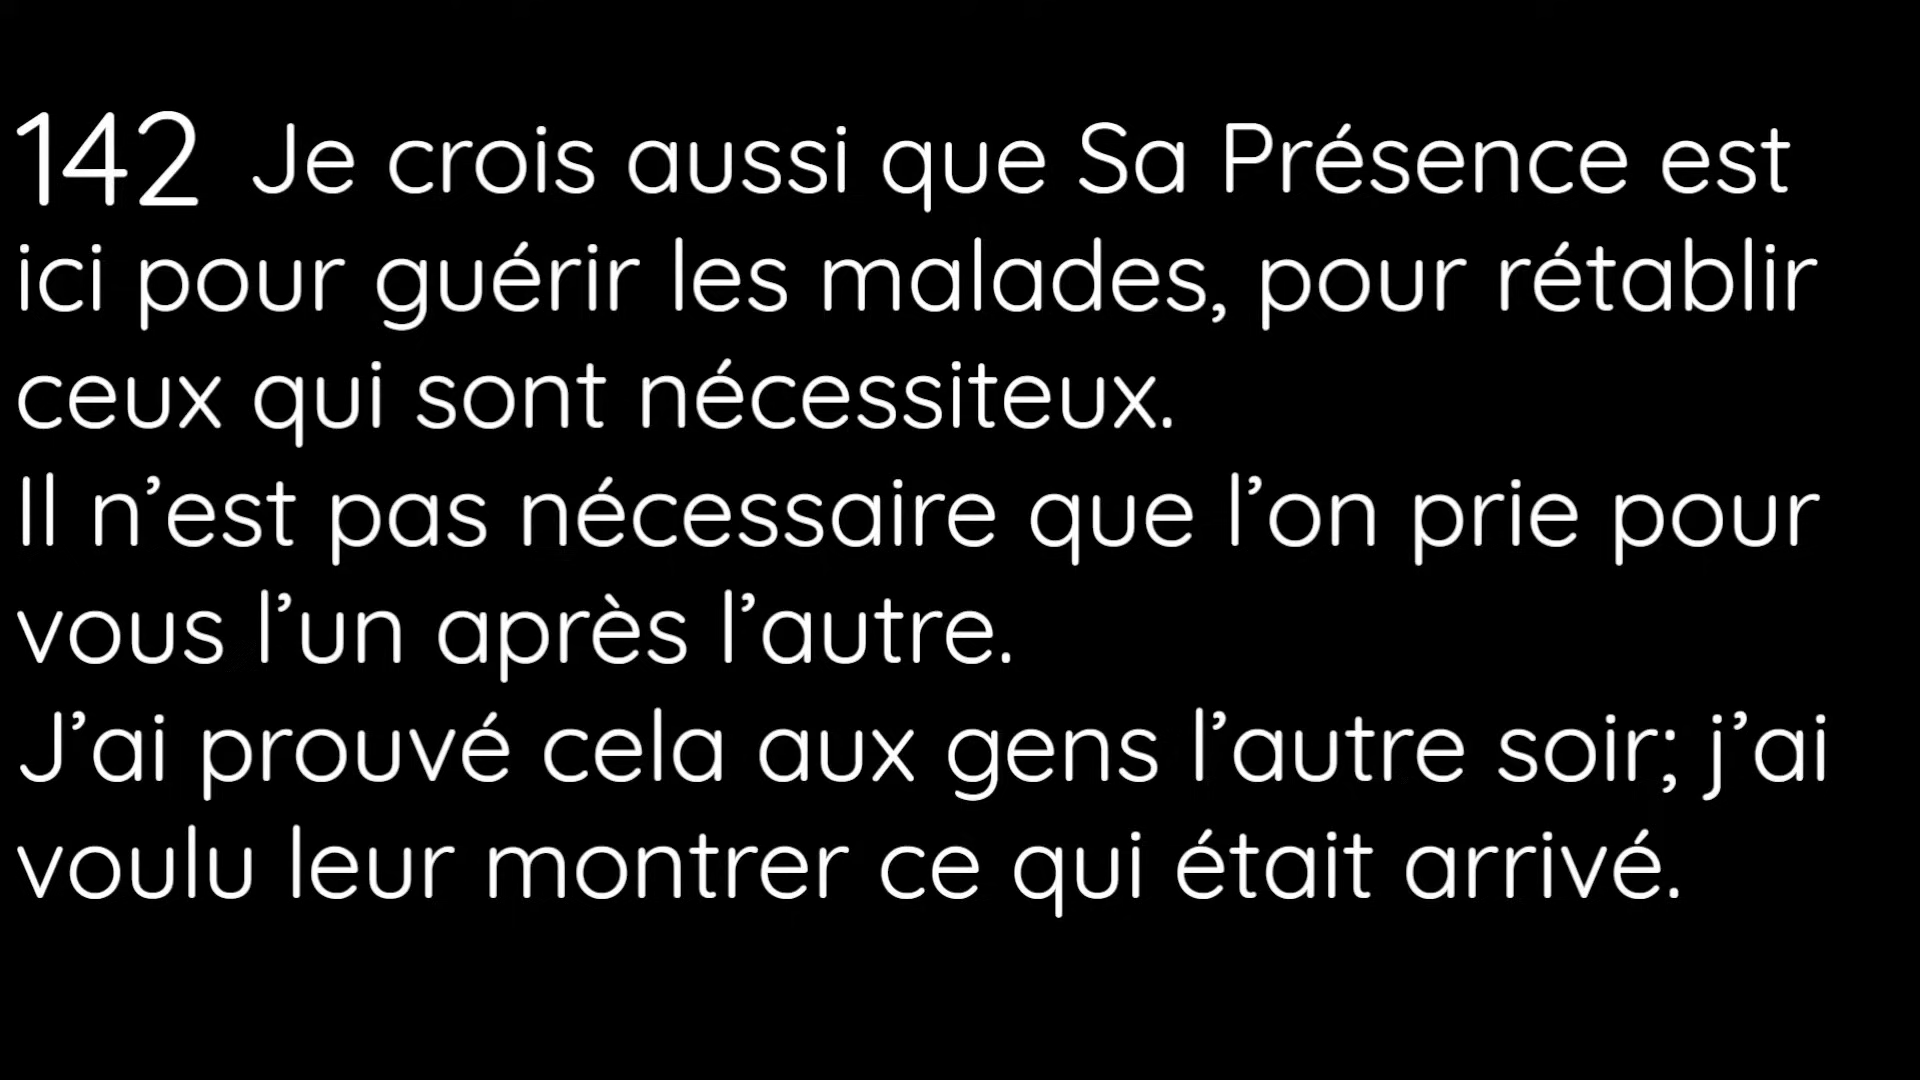 142 Je crois aussi que Sa Présence est
ici pour guérir les malades, pour rétablir
ceux qui sont nécessiteux.
Il n’est pas nécessaire que l’on prie pour
vous l’un après l’autre.
J’ai prouvé cela aux gens l’autre soir; j’ai
voulu leur montrer ce qui était arrivé.